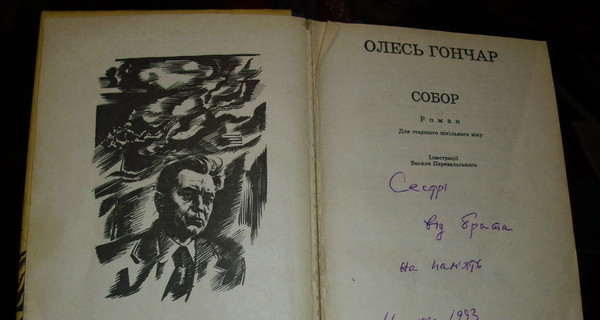 ОЛЕСЬ ГОНЧАР
СОБОР
Роман
Для старшого шкільного віку
Ілюстрації
Василя Перевальського
Сестрі
від брата
на пам'ять
1993